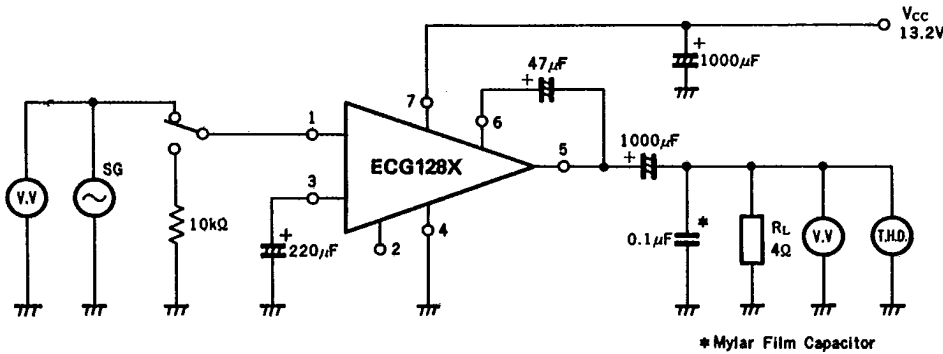 VCC
13.2V
+
1000µF
47µF
+
7
6
1
SG
V.V
10kΩ
3
+
220µF
ECG128X
2
4
5
1000µF
+
*
0.1µF
RL
4Ω
V.V
T.H.D.
* Mylar Film Capacitor